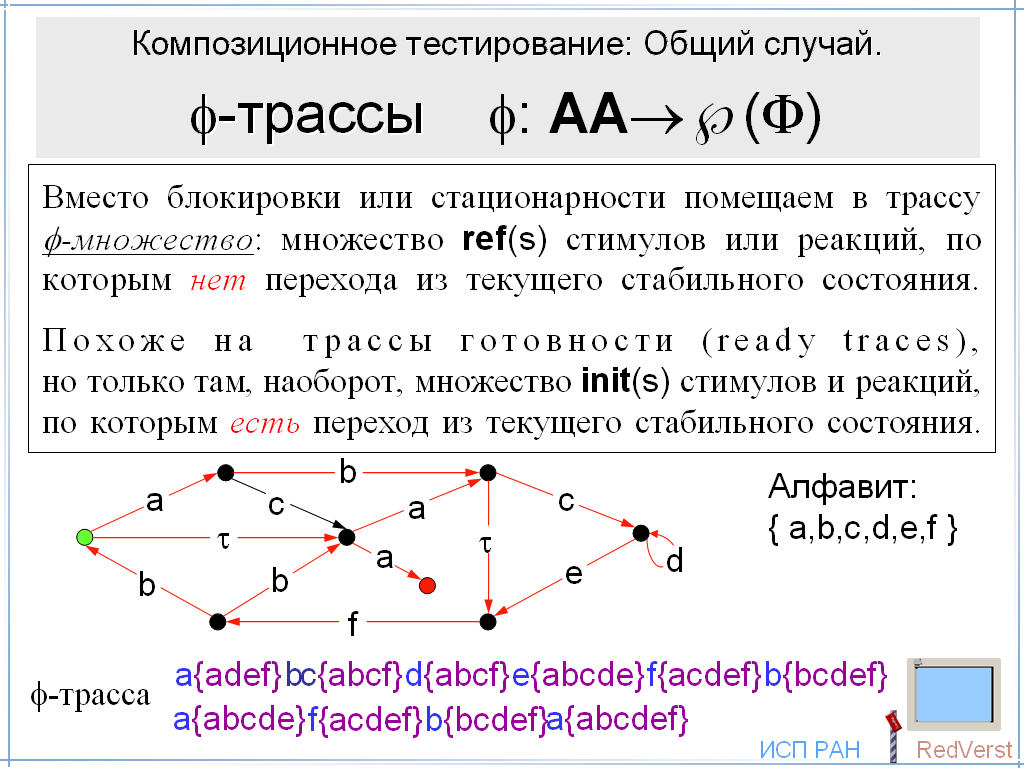 Композиционное тестирование: Общий случай.
ϕ-трассы ϕ: AA→℘(Φ)
Вместо блокировки или стационарности помещаем в трассу
ϕ-множество: множество ref(s) стимулов или реакций, по
которым нет перехода из текущего стабильного состояния.
Похоже на трассы готовности (ready traces),
но только там, наоборот, множество init(s) стимулов и реакций,
по которым есть переход из текущего стабильного состояния.
b
a
c
a
c
τ
τ
a
b
b
e
d
f
Алфавит:
{ a,b,c,d,e,f }
ϕ-трасса
a{adef}bc{abcf}d{abcf}e{abcde}f{acdef}b{bcdef}
a{abcde}f{acdef}b{bcdef}a{abcdef}
ИСП РАН RedVerst